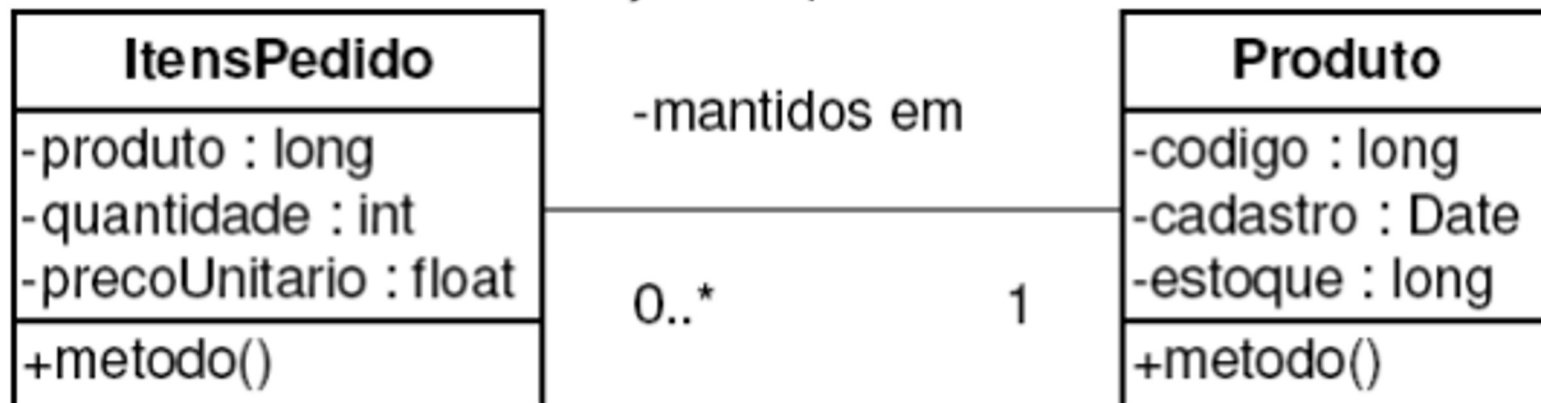 ItensPedido
-produto : long
-quantidade : int
-precoUnitario : float
+metodo()
-mantidos em
0..*
1
Produto
-codigo : long
-cadastro : Date
-estoque : long
+metodo()